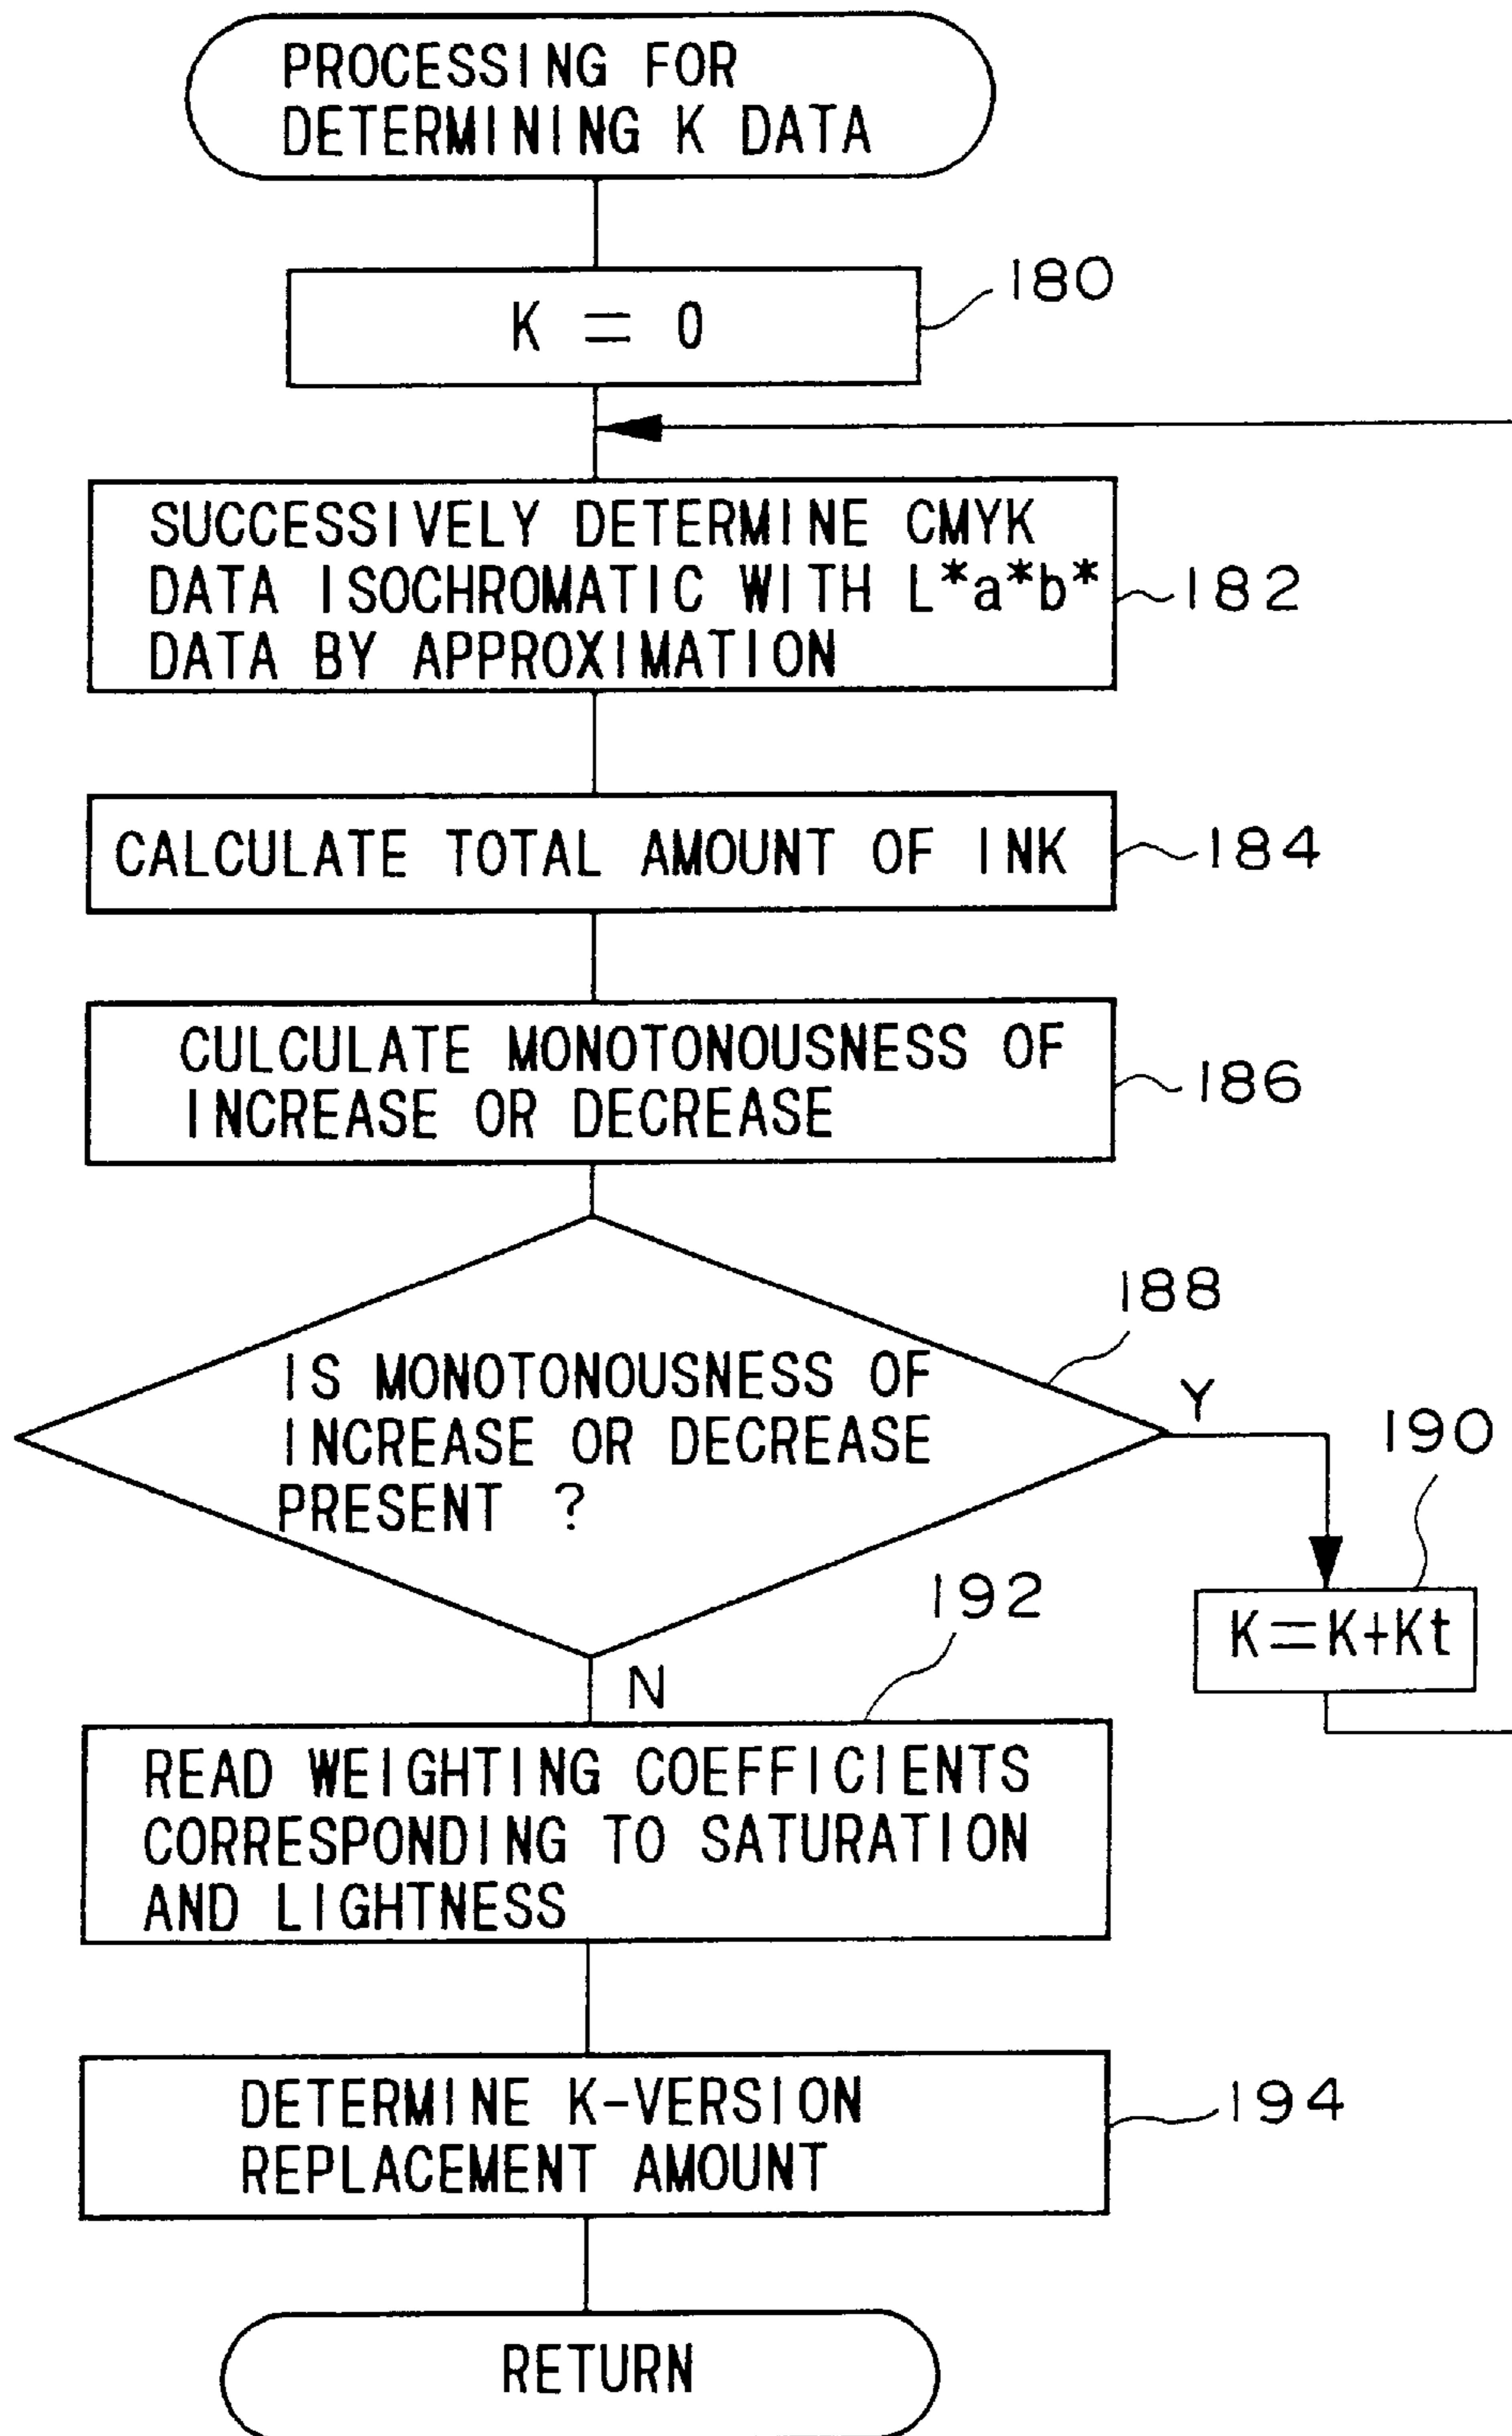 PROCESSING FOR
DETERMINING K DATA
K = 0
180
SUCCESSIVELY DETERMINE CMYK
DATA ISOCHROMATIC WITH L*a*b*
DATA BY APPROXIMATION
182
CALCULATE TOTAL AMOUNT OF INK
184
CULCULATE MONOTONOUSNESS OF
INCREASE OR DECREASE
186
188
IS MONOTONOUSNESS OF
INCREASE OR DECREASE
PRESENT ?
Y
190
K=K+Kt
N
192
READ WEIGHTING COEFFICIENTS
CORRESPONDING TO SATURATION
AND LIGHTNESS
DETERMINE K-VERSION
REPLACEMENT AMOUNT
194
RETURN